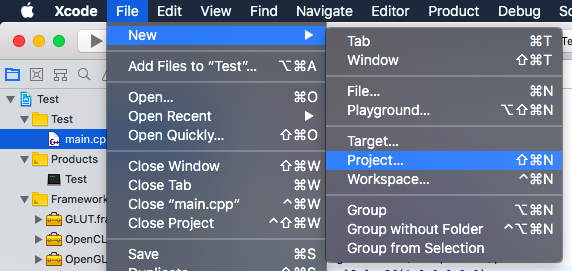 Xcode File Edit View Find Navigate Editor Product Debug
New
Add Files to “Test”... ⌥⌘A
Open... ⌘O
Open Recent
Open Quickly... ⇧⌘O
Close Window ⇧⌘W
Close Tab ⌘W
Close “main.cpp” ^⌘W
Close Project ^⇧⌘W
Save ⌘S
Tab ⌘T
Window ⇧⌘T
File... ⌘N
Playground... ⌥⇧⌘N
Target...
Project... ⇧⌘N
Workspace... ^⌘N
Group ⌥⌘N
Group without Folder ^⌥⌘N
Group from Selection
Test
Test
main.cp
Products
Test
Framework
GLUT.fra
OpenCL
OpenGL